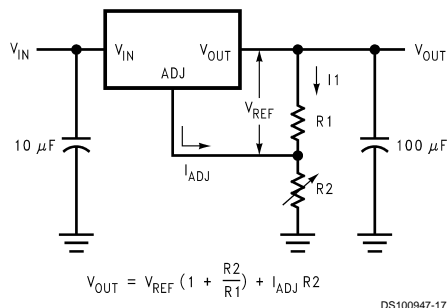 V_IN V_IN V_OUT V_OUT
ADJ
I1
V_REF
R1
10 μF 100 μF
I_ADJ
R2
V_OUT = V_REF (1 + R2/R1) + I_ADJ R2
DS100947-17